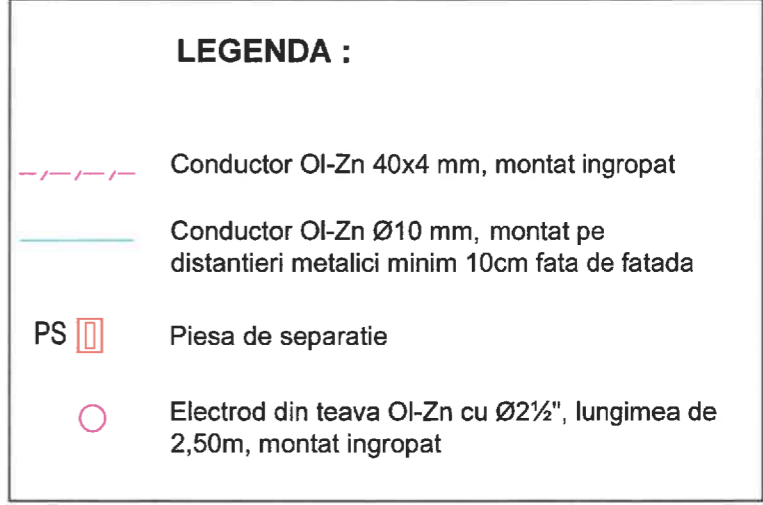 LEGENDA :
Conductor Ol-Zn 40x4 mm, montat ingropat
Conductor Ol-Zn Ø10 mm, montat pe
distantieri metalici minim 10cm fata de fatada
PS Piesa de separatie
Electrod din teava Ol-Zn cu Ø2½", lungimea de
2,50m, montat ingropat